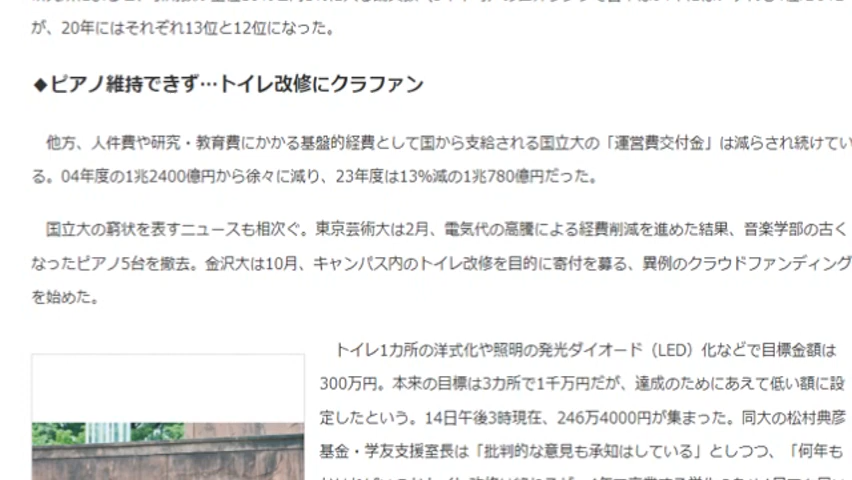 が、20年にはそれぞれ13位と12位になった。
◆ピアノ維持できず…トイレ改修にクラファン
他方、人件費や研究・教育費にかかる基盤的経費として国から支給される国立大の「運営費交付金」は減らされ続けてい
る。04年度の1兆2400億円から徐々に減り、23年度は13%減の1兆780億円だった。
国立大の窮状を表すニュースも相次ぐ。東京芸術大は2月、電気代の高騰による経費削減を進めた結果、音楽学部の古く
なったピアノ5台を撤去。金沢大は10月、キャンパス内のトイレ改修を目的に寄付を募る、異例のクラウドファンディング
を始めた。
トイレ1カ所の洋式化や照明の発光ダイオード（LED）化などで目標金額は
300万円。本来の目標は3カ所で1千万円だが、達成のためにあえて低い額に設
定したという。14日午後3時現在、246万4000円が集まった。同大の松村典彦
基金・学友支援室長は「批判的な意見も承知はしている」としつつ、「何年も